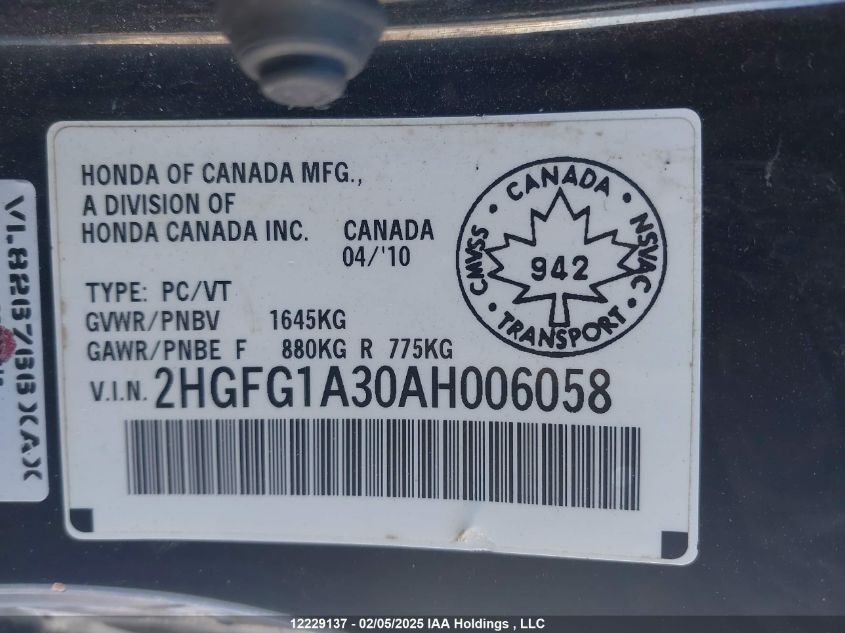 HONDA OF CANADA MFG.,
A DIVISION OF
HONDA CANADA INC. CANADA
04/'10
TYPE: PC/VT
GVWR/PNBV 1645KG
GAWR/PNBE F 880KG R 775KG
V.I.N. 2HGFG1A30AH006058
CANADA
CMVSS
NSVAC
942
TRANSPORT
12229137 - 02/05/2025 IAA Holdings , LLC